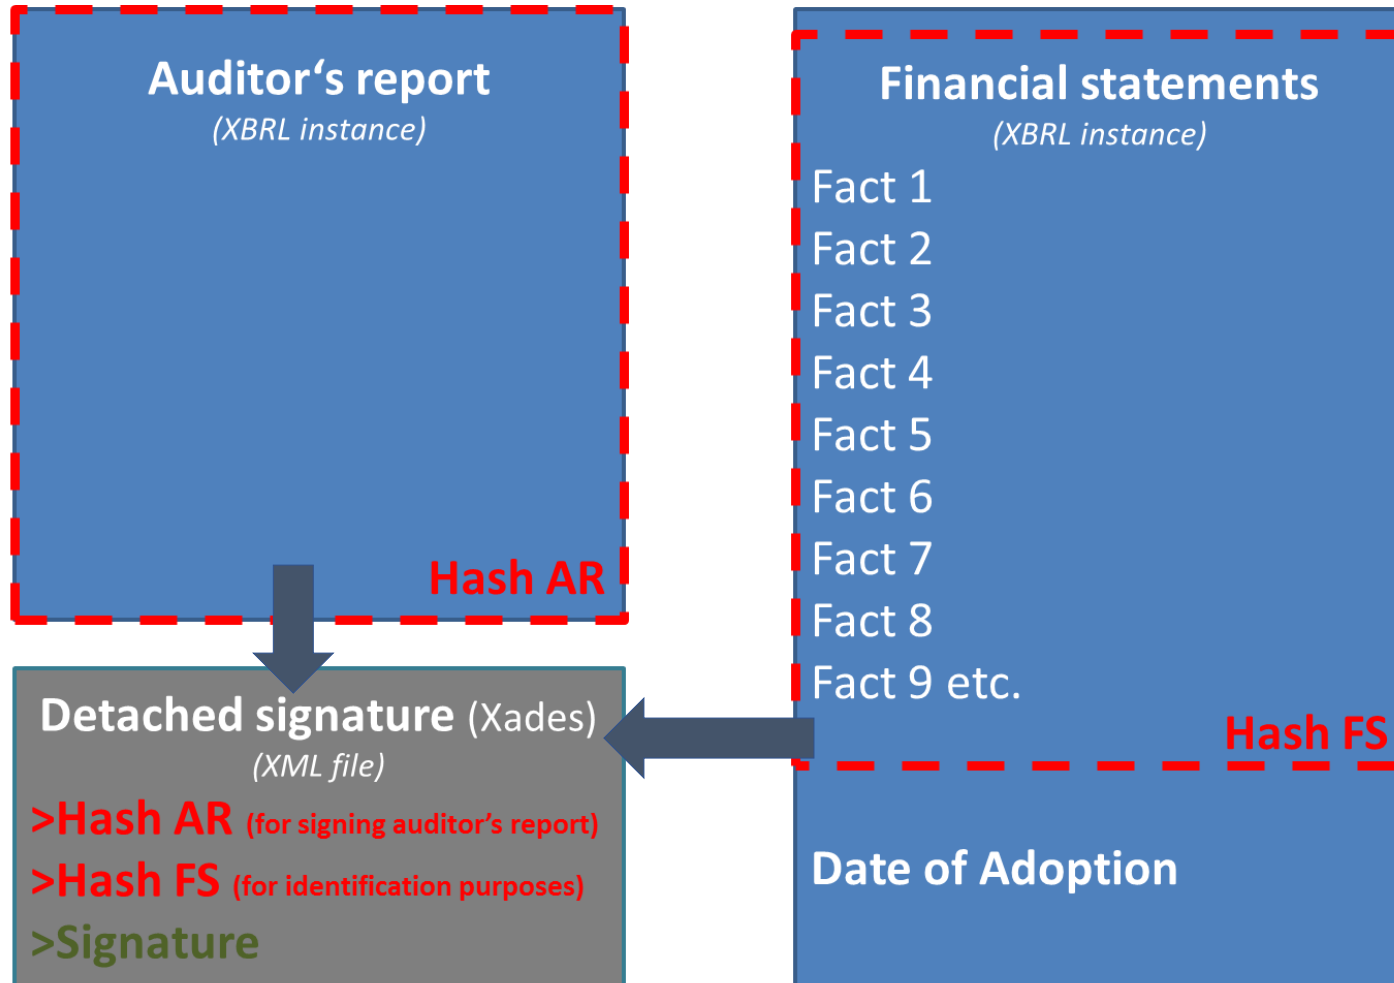 Auditor‘s report
(XBRL instance)
Hash AR
Detached signature (Xades)
(XML file)
>Hash AR (for signing auditor’s report)
>Hash FS (for identification purposes)
>Signature
Financial statements
(XBRL instance)
Fact 1
Fact 2
Fact 3
Fact 4
Fact 5
Fact 6
Fact 7
Fact 8
Fact 9 etc.
Hash FS
Date of Adoption